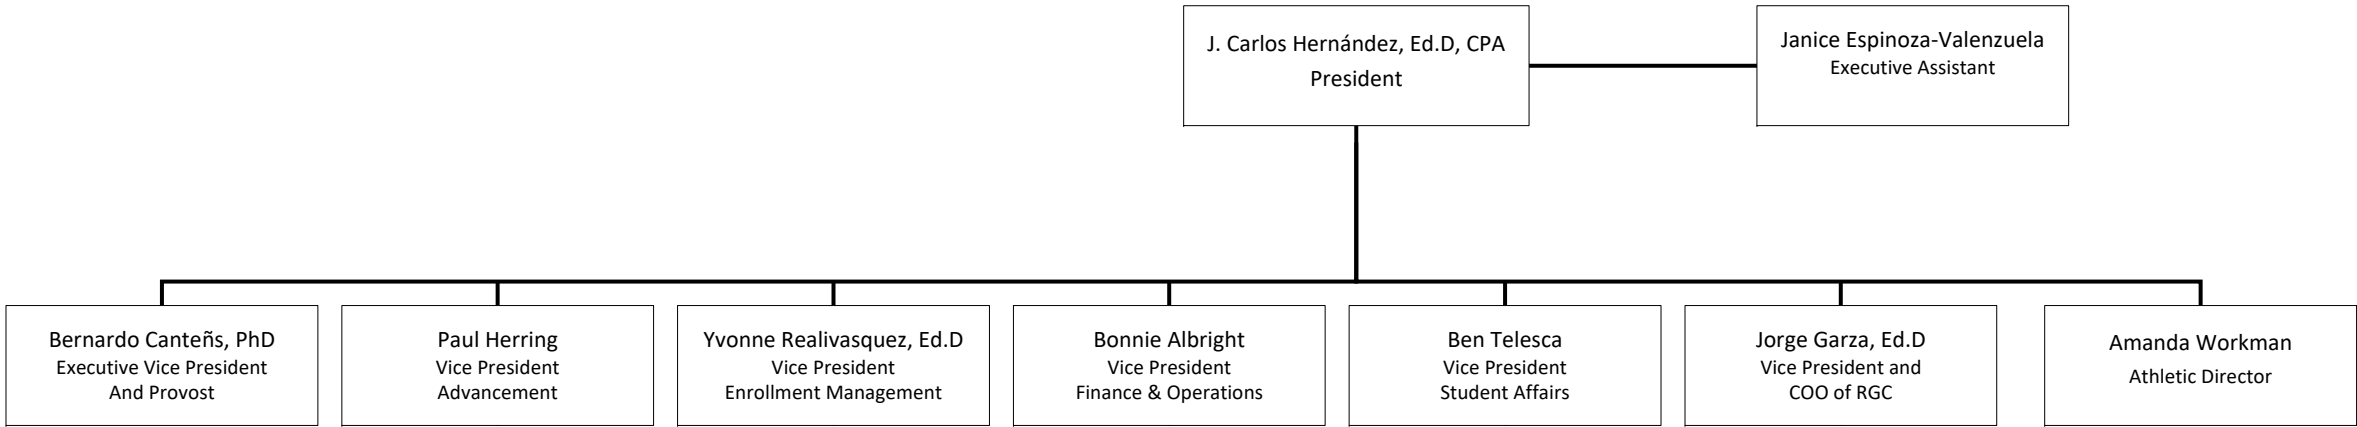 J. Carlos Hernández, Ed.D, CPA
President
Janice Espinoza-Valenzuela
Executive Assistant
Bernardo Canteñs, PhD
Executive Vice President
And Provost
Paul Herring
Vice President
Advancement
Yvonne Realivasquez, Ed.D
Vice President
Enrollment Management
Bonnie Albright
Vice President
Finance & Operations
Ben Telesca
Vice President
Student Affairs
Jorge Garza, Ed.D
Vice President and
COO of RGC
Amanda Workman
Athletic Director